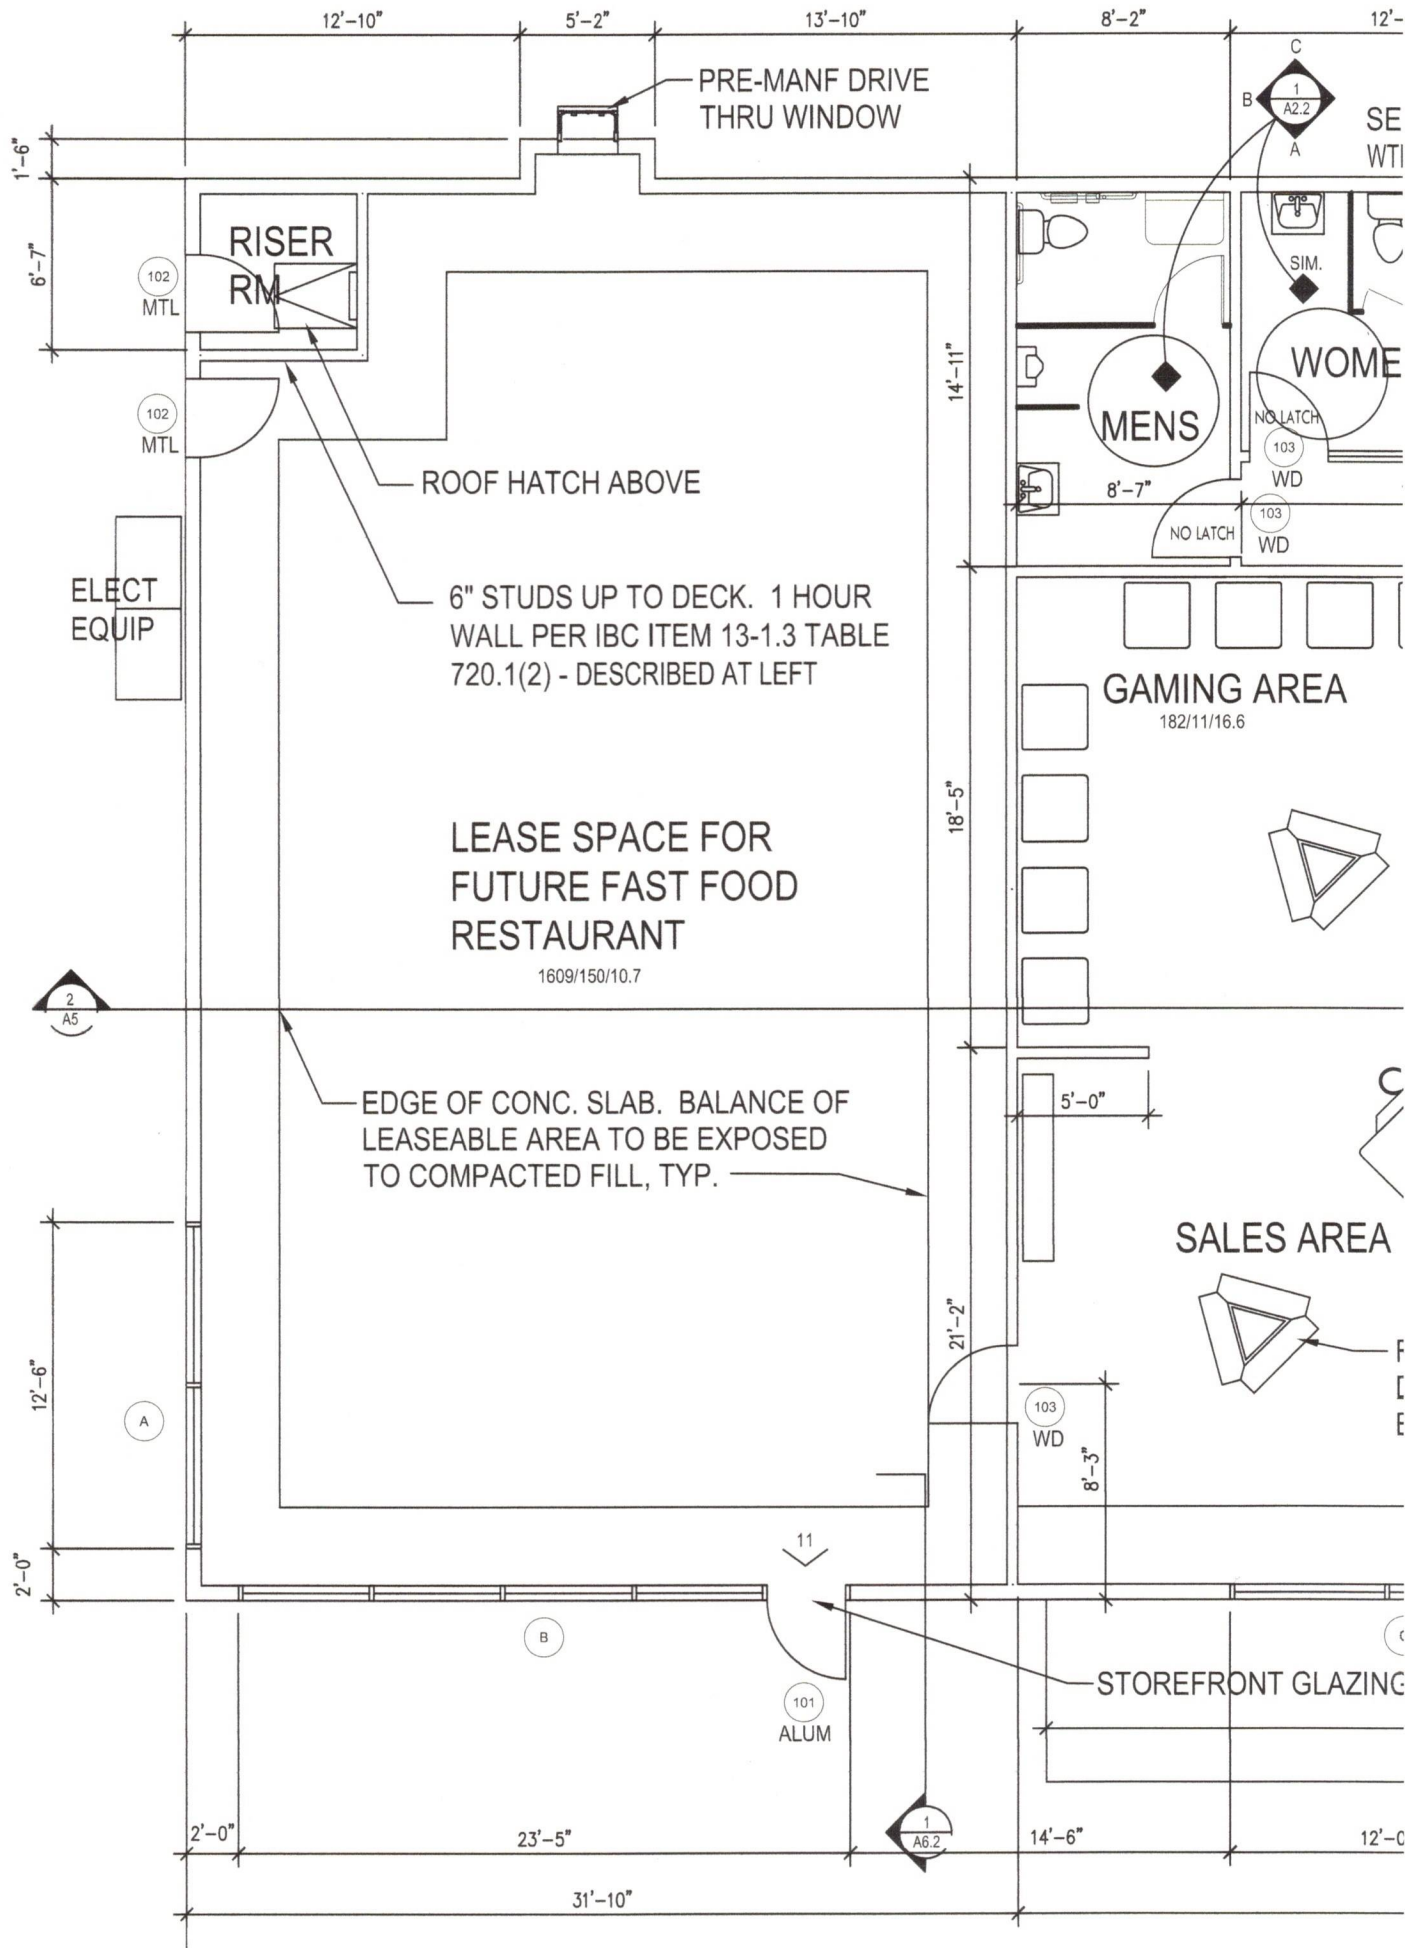 12'-10"
5'-2"
13'-10"
8'-2"
12'-
PRE-MANF DRIVE
THRU WINDOW
C
B
1
A2.2
A
SE
1'-6"
6'-7"
RISER
RM
102
MTL
SIM.
14'-11"
102
MTL
WOME
MENS
NO LATCH
103
WD
ROOF HATCH ABOVE
8'-7"
103
WD
NO LATCH
ELECT
EQUIP
6" STUDS UP TO DECK. 1 HOUR
WALL PER IBC ITEM 13-1.3 TABLE
720.1(2) - DESCRIBED AT LEFT
GAMING AREA
182/11/16.6
18'-5"
LEASE SPACE FOR
FUTURE FAST FOOD
RESTAURANT
1609/150/10.7
2
A5
EDGE OF CONC. SLAB. BALANCE OF
LEASEABLE AREA TO BE EXPOSED
TO COMPACTED FILL, TYP.
5'-0"
SALES AREA
21'-2"
12'-6"
A
103
WD
8'-3"
11
2'-0"
B
STOREFRONT GLAZING
101
ALUM
2'-0"
23'-5"
1
A6.2
14'-6"
12'-0
31'-10"